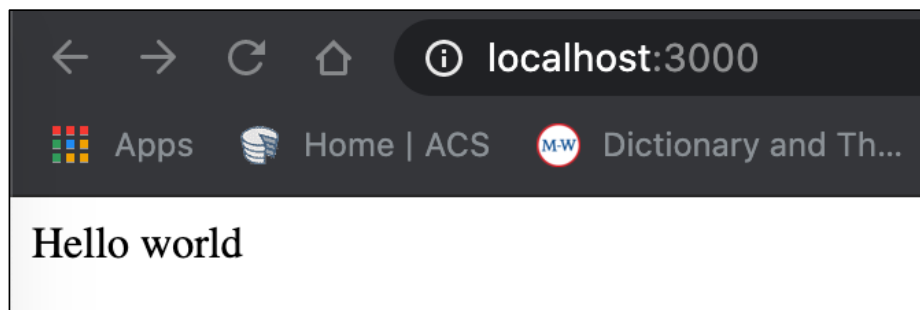 localhost:3000
Apps Home | ACS M-W Dictionary and Th...
Hello world